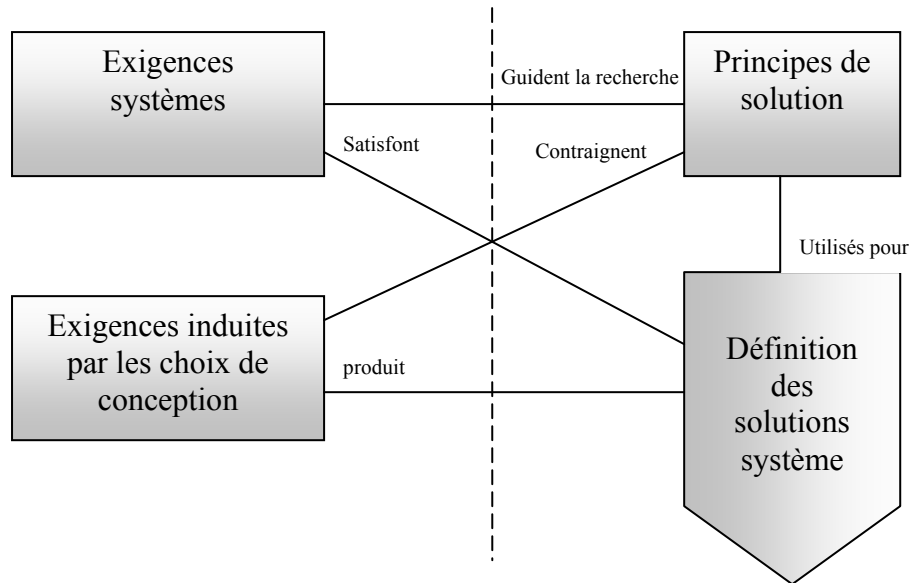 Exigences
systèmes
Guident la recherche
Principes de
solution
Satisfont
Contraignent
Utilisés pour
Exigences induites
par les choix de
conception
produit
Définition
des
solutions
système